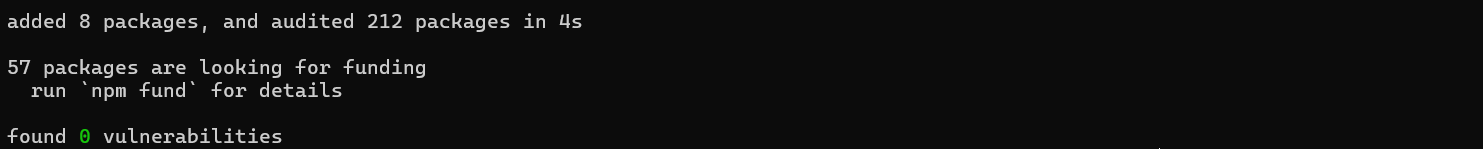 added 8 packages, and audited 212 packages in 4s
57 packages are looking for funding
run `npm fund` for details
found 0 vulnerabilities